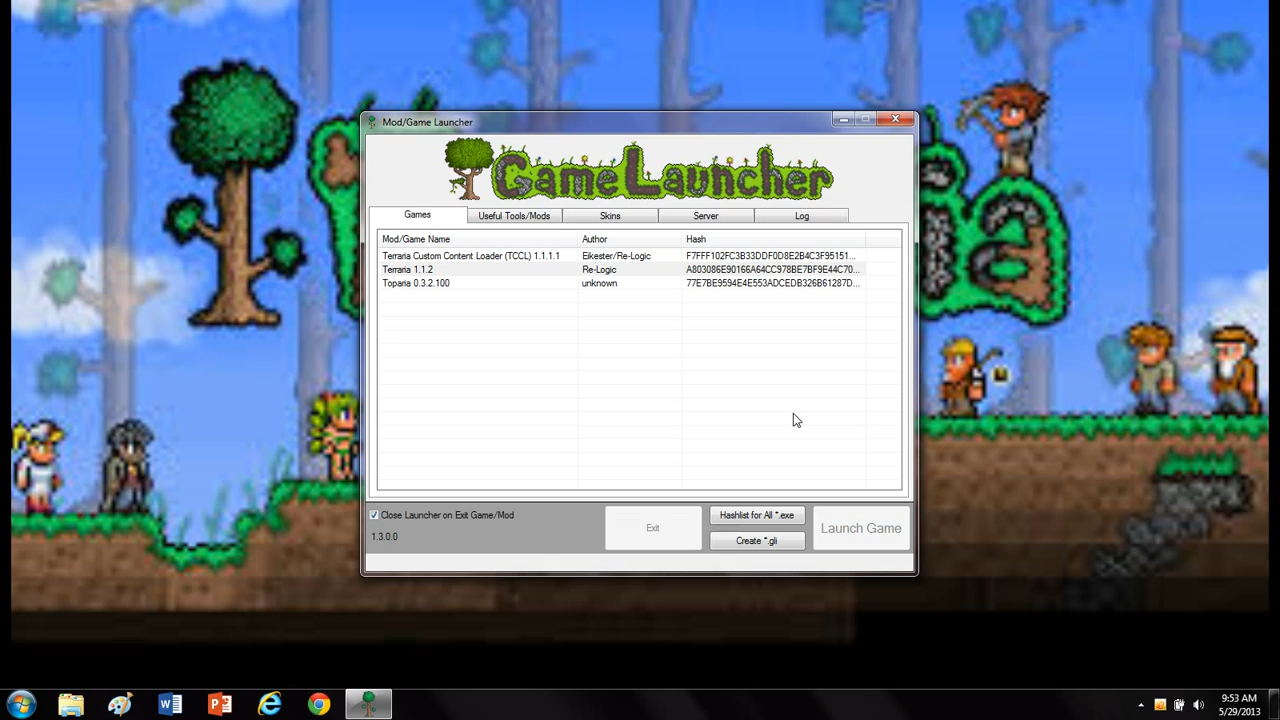 Mod/Game Launcher
GameLauncher
Games Useful Tools/Mods Skins Server Log
Mod/Game Name Author Hash
Terraria Custom Content Loader (TCCL) 1.1.1.1 Eikester/Re-Logic F7FFF102FC3B33DDF0D8E2B4C3F95151...
Terraria 1.1.2 Re-Logic A803086E90166A64CC978BE7BF9E44C70...
Toparia 0.3.2.100 unknown 77E7BE9594E4E553ADCEDB326B61287D...
Close Launcher on Exit Game/Mod
1.3.0.0
Exit
Hashlist for All *.exe
Create *.gli
Launch Game
9:53 AM
5/29/2013